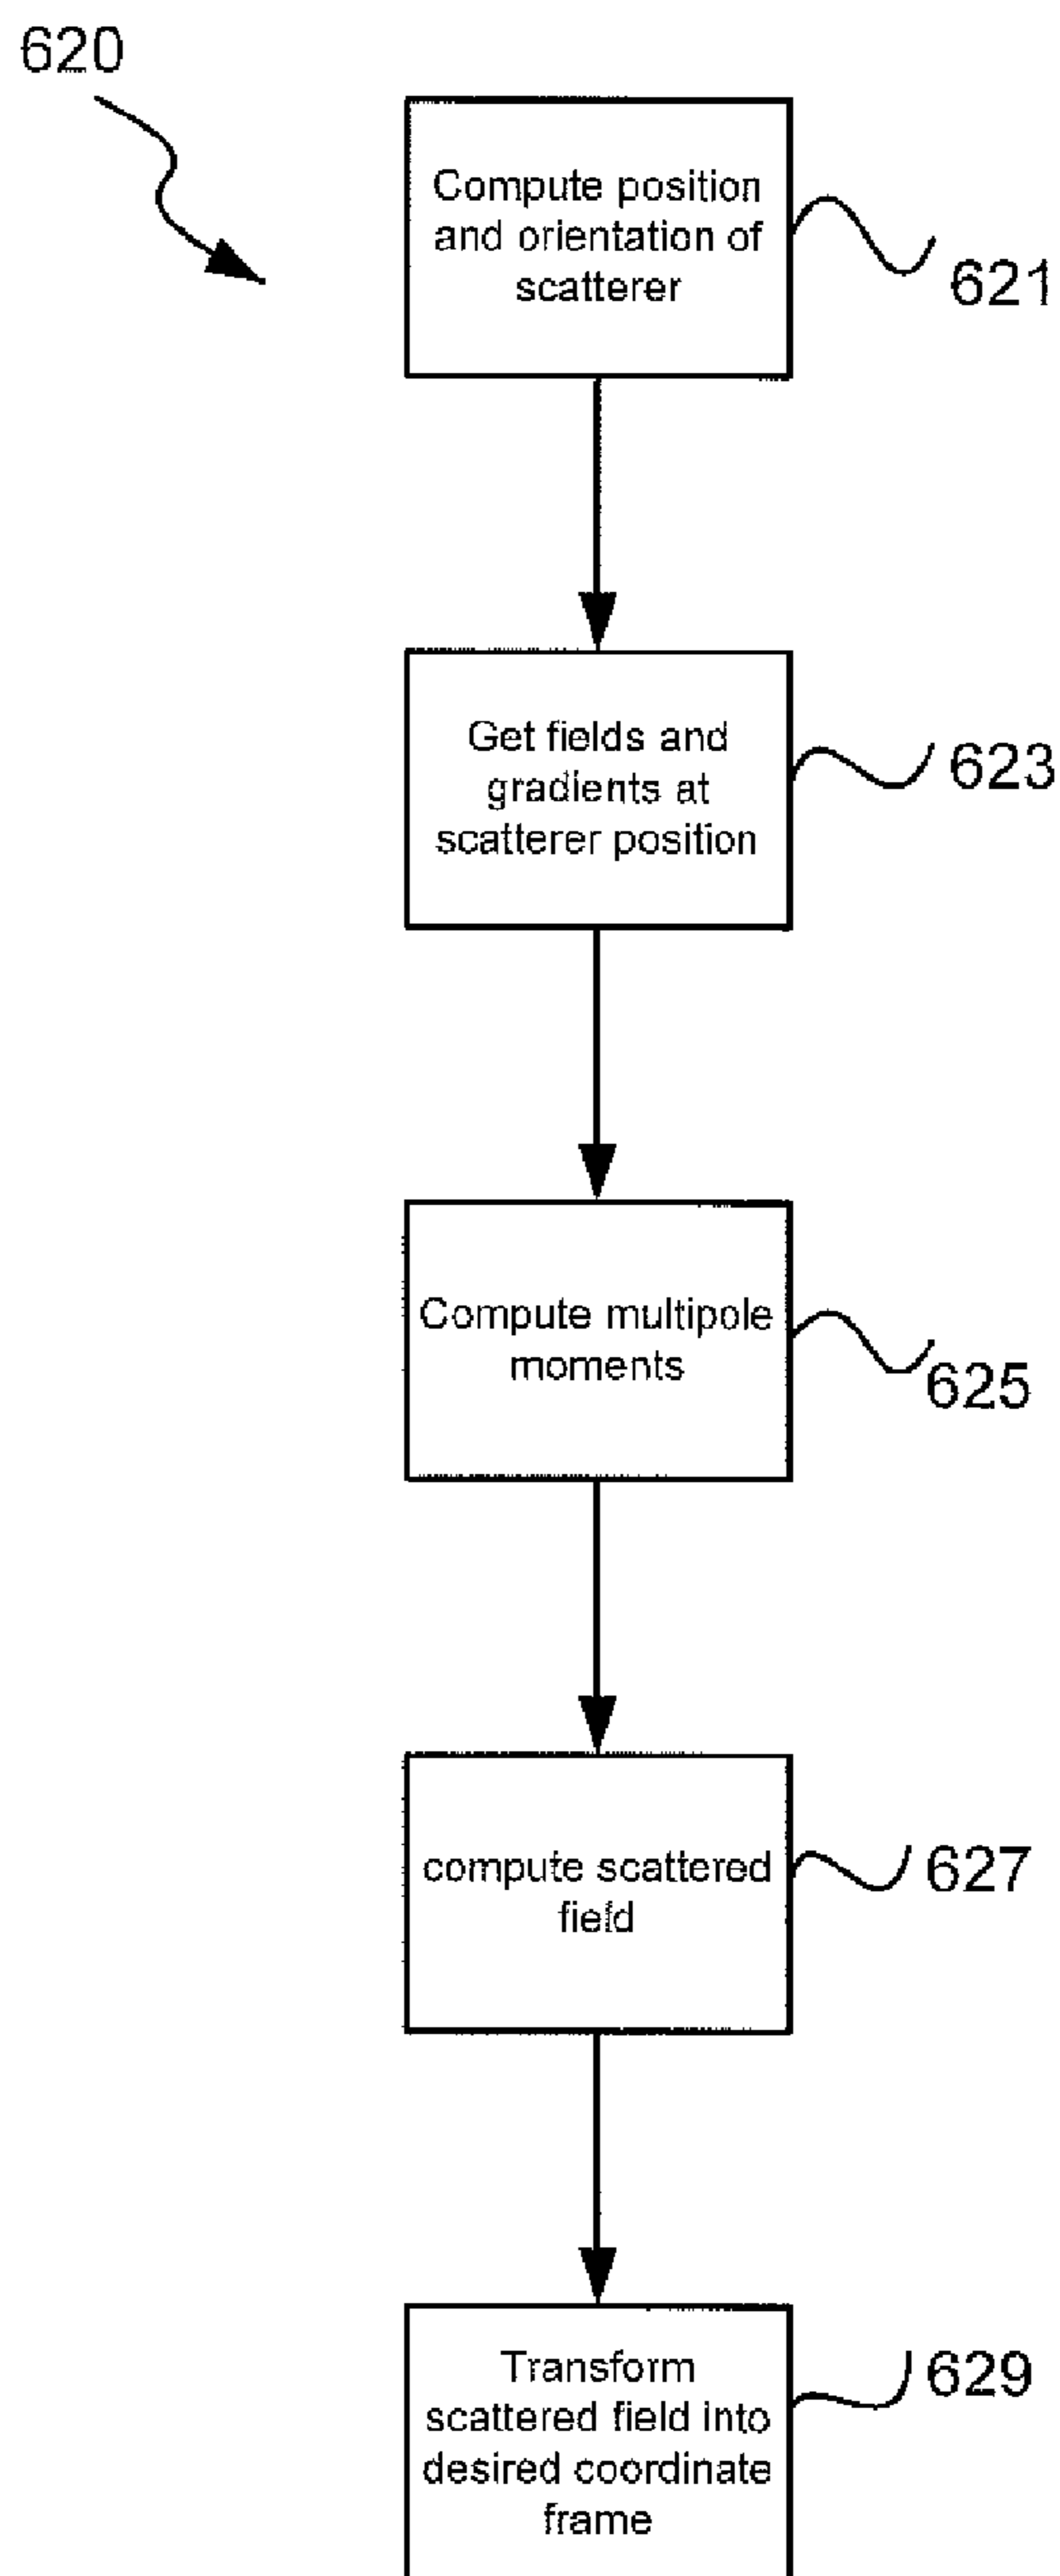 620
Compute position
and orientation of
scatterer
621
Get fields and
gradients at
scatterer position
623
Compute multipole
moments
625
compute scattered
field
627
Transform
scattered field into
desired coordinate
frame
629